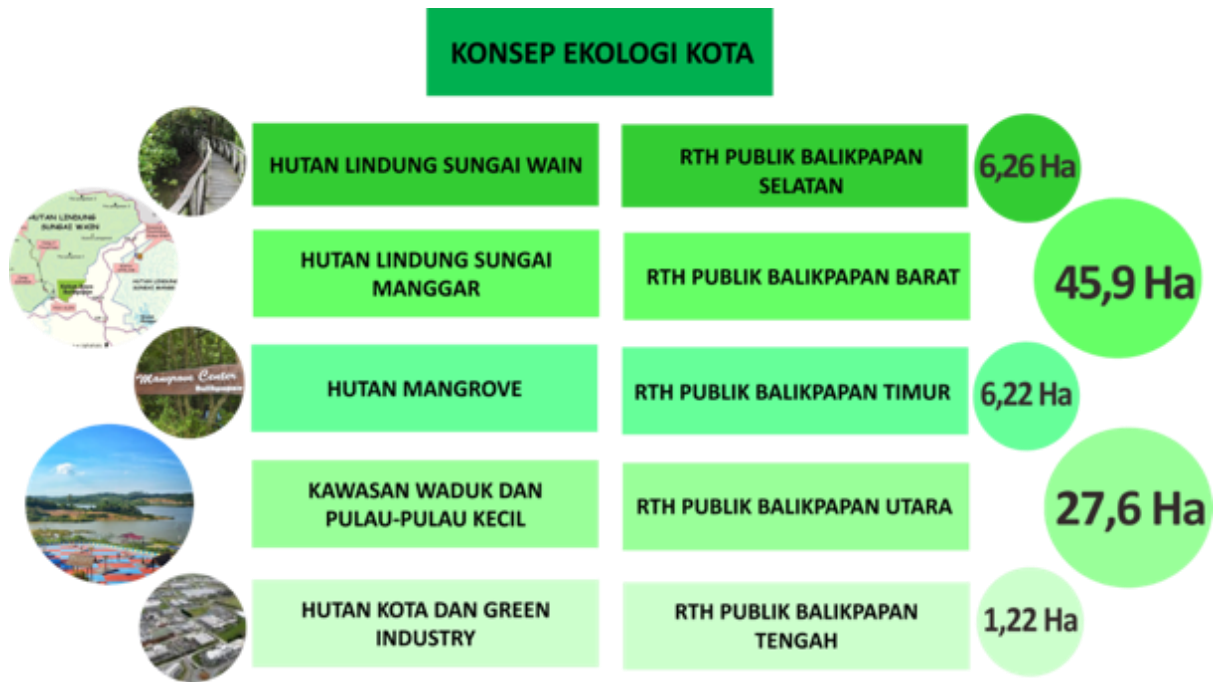 KONSEP EKOLOGI KOTA
HUTAN LINDUNG SUNGAI WAIN
RTH PUBLIK BALIKPAPAN
SELATAN
6,26 Ha
HUTAN LINDUNG
SUNGAI WAIN
HUTAN LINDUNG SUNGAI
MANGGAR
RTH PUBLIK BALIKPAPAN BARAT
45,9 Ha
Mangrove Center
Balikpapan
HUTAN MANGROVE
RTH PUBLIK BALIKPAPAN TIMUR
6,22 Ha
KAWASAN WADUK DAN
PULAU-PULAU KECIL
RTH PUBLIK BALIKPAPAN UTARA
27,6 Ha
HUTAN KOTA DAN GREEN
INDUSTRY
RTH PUBLIK BALIKPAPAN
TENGAH
1,22 Ha